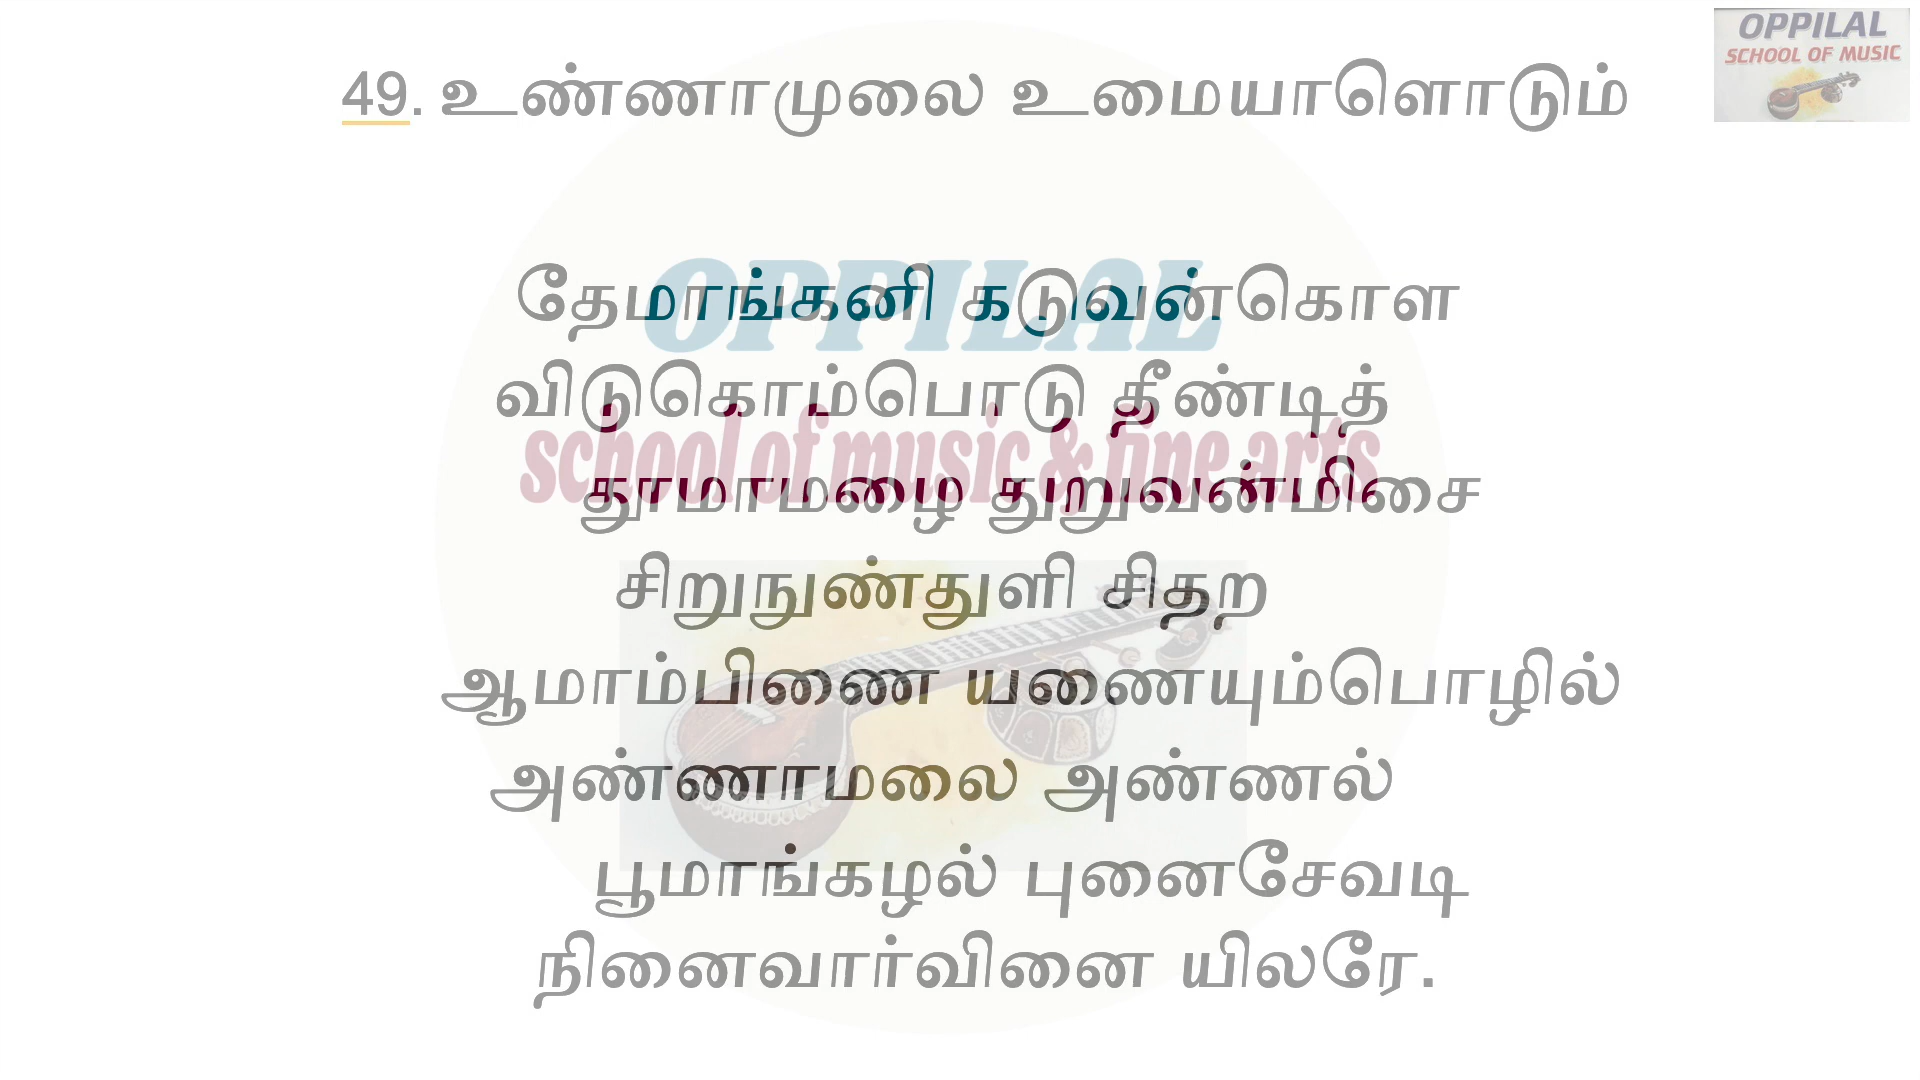 OPPILAL
SCHOOL OF MUSIC
49. உண்ணாமுலை உமையாளொடும்
தேமாங்கனி கடுவன்கொள
விடுகொம்பொடு தீண்டித்
தூமாமழை துறுவன்மிசை
சிறுநுண்துளி சிதற
ஆமாம்பிணை யணையும்பொழில்
அண்ணாமலை அண்ணல்
பூமாங்கழல் புனைசேவடி
நினைவார்வினை யிலரே.
OPPILAL
school of music & fine arts